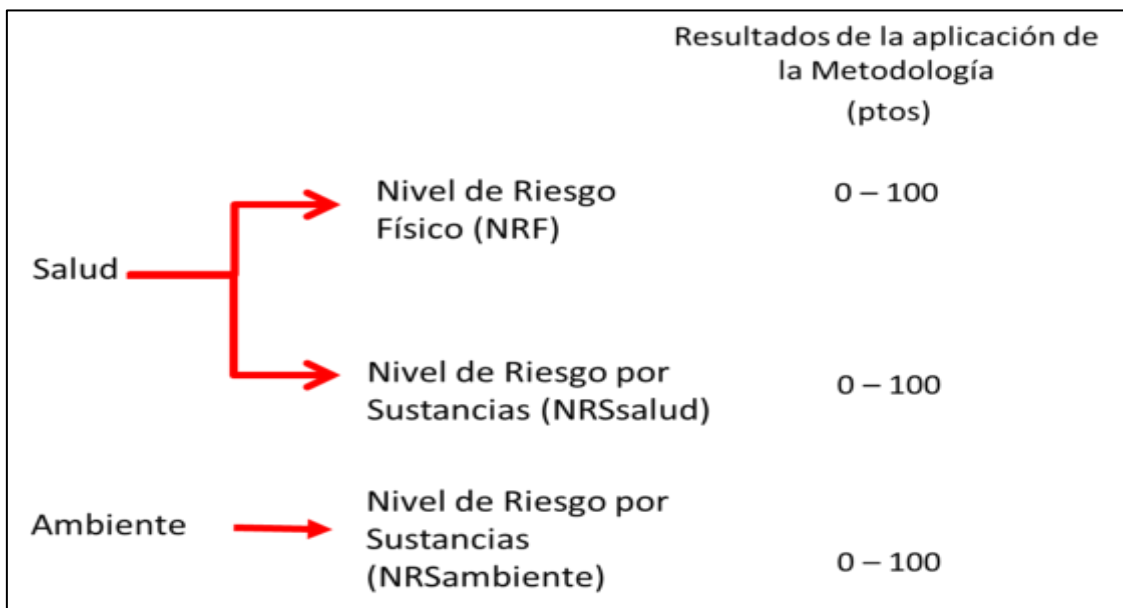 Resultados de la aplicación de
la Metodología
(ptos)
Salud
Nivel de Riesgo
Físico (NRF)
0 – 100
Nivel de Riesgo por
Sustancias (NRSsalud)
0 – 100
Ambiente
Nivel de Riesgo por
Sustancias
(NRSambiente)
0 – 100